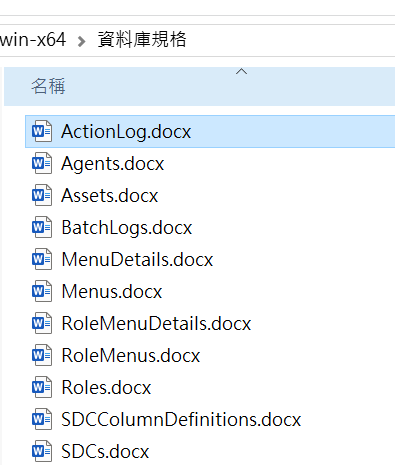 win-x64 > 資料庫規格
名稱
ActionLog.docx
Agents.docx
Assets.docx
BatchLogs.docx
MenuDetails.docx
Menus.docx
RoleMenuDetails.docx
RoleMenus.docx
Roles.docx
SDCColumnDefinitions.docx
SDCs.docx